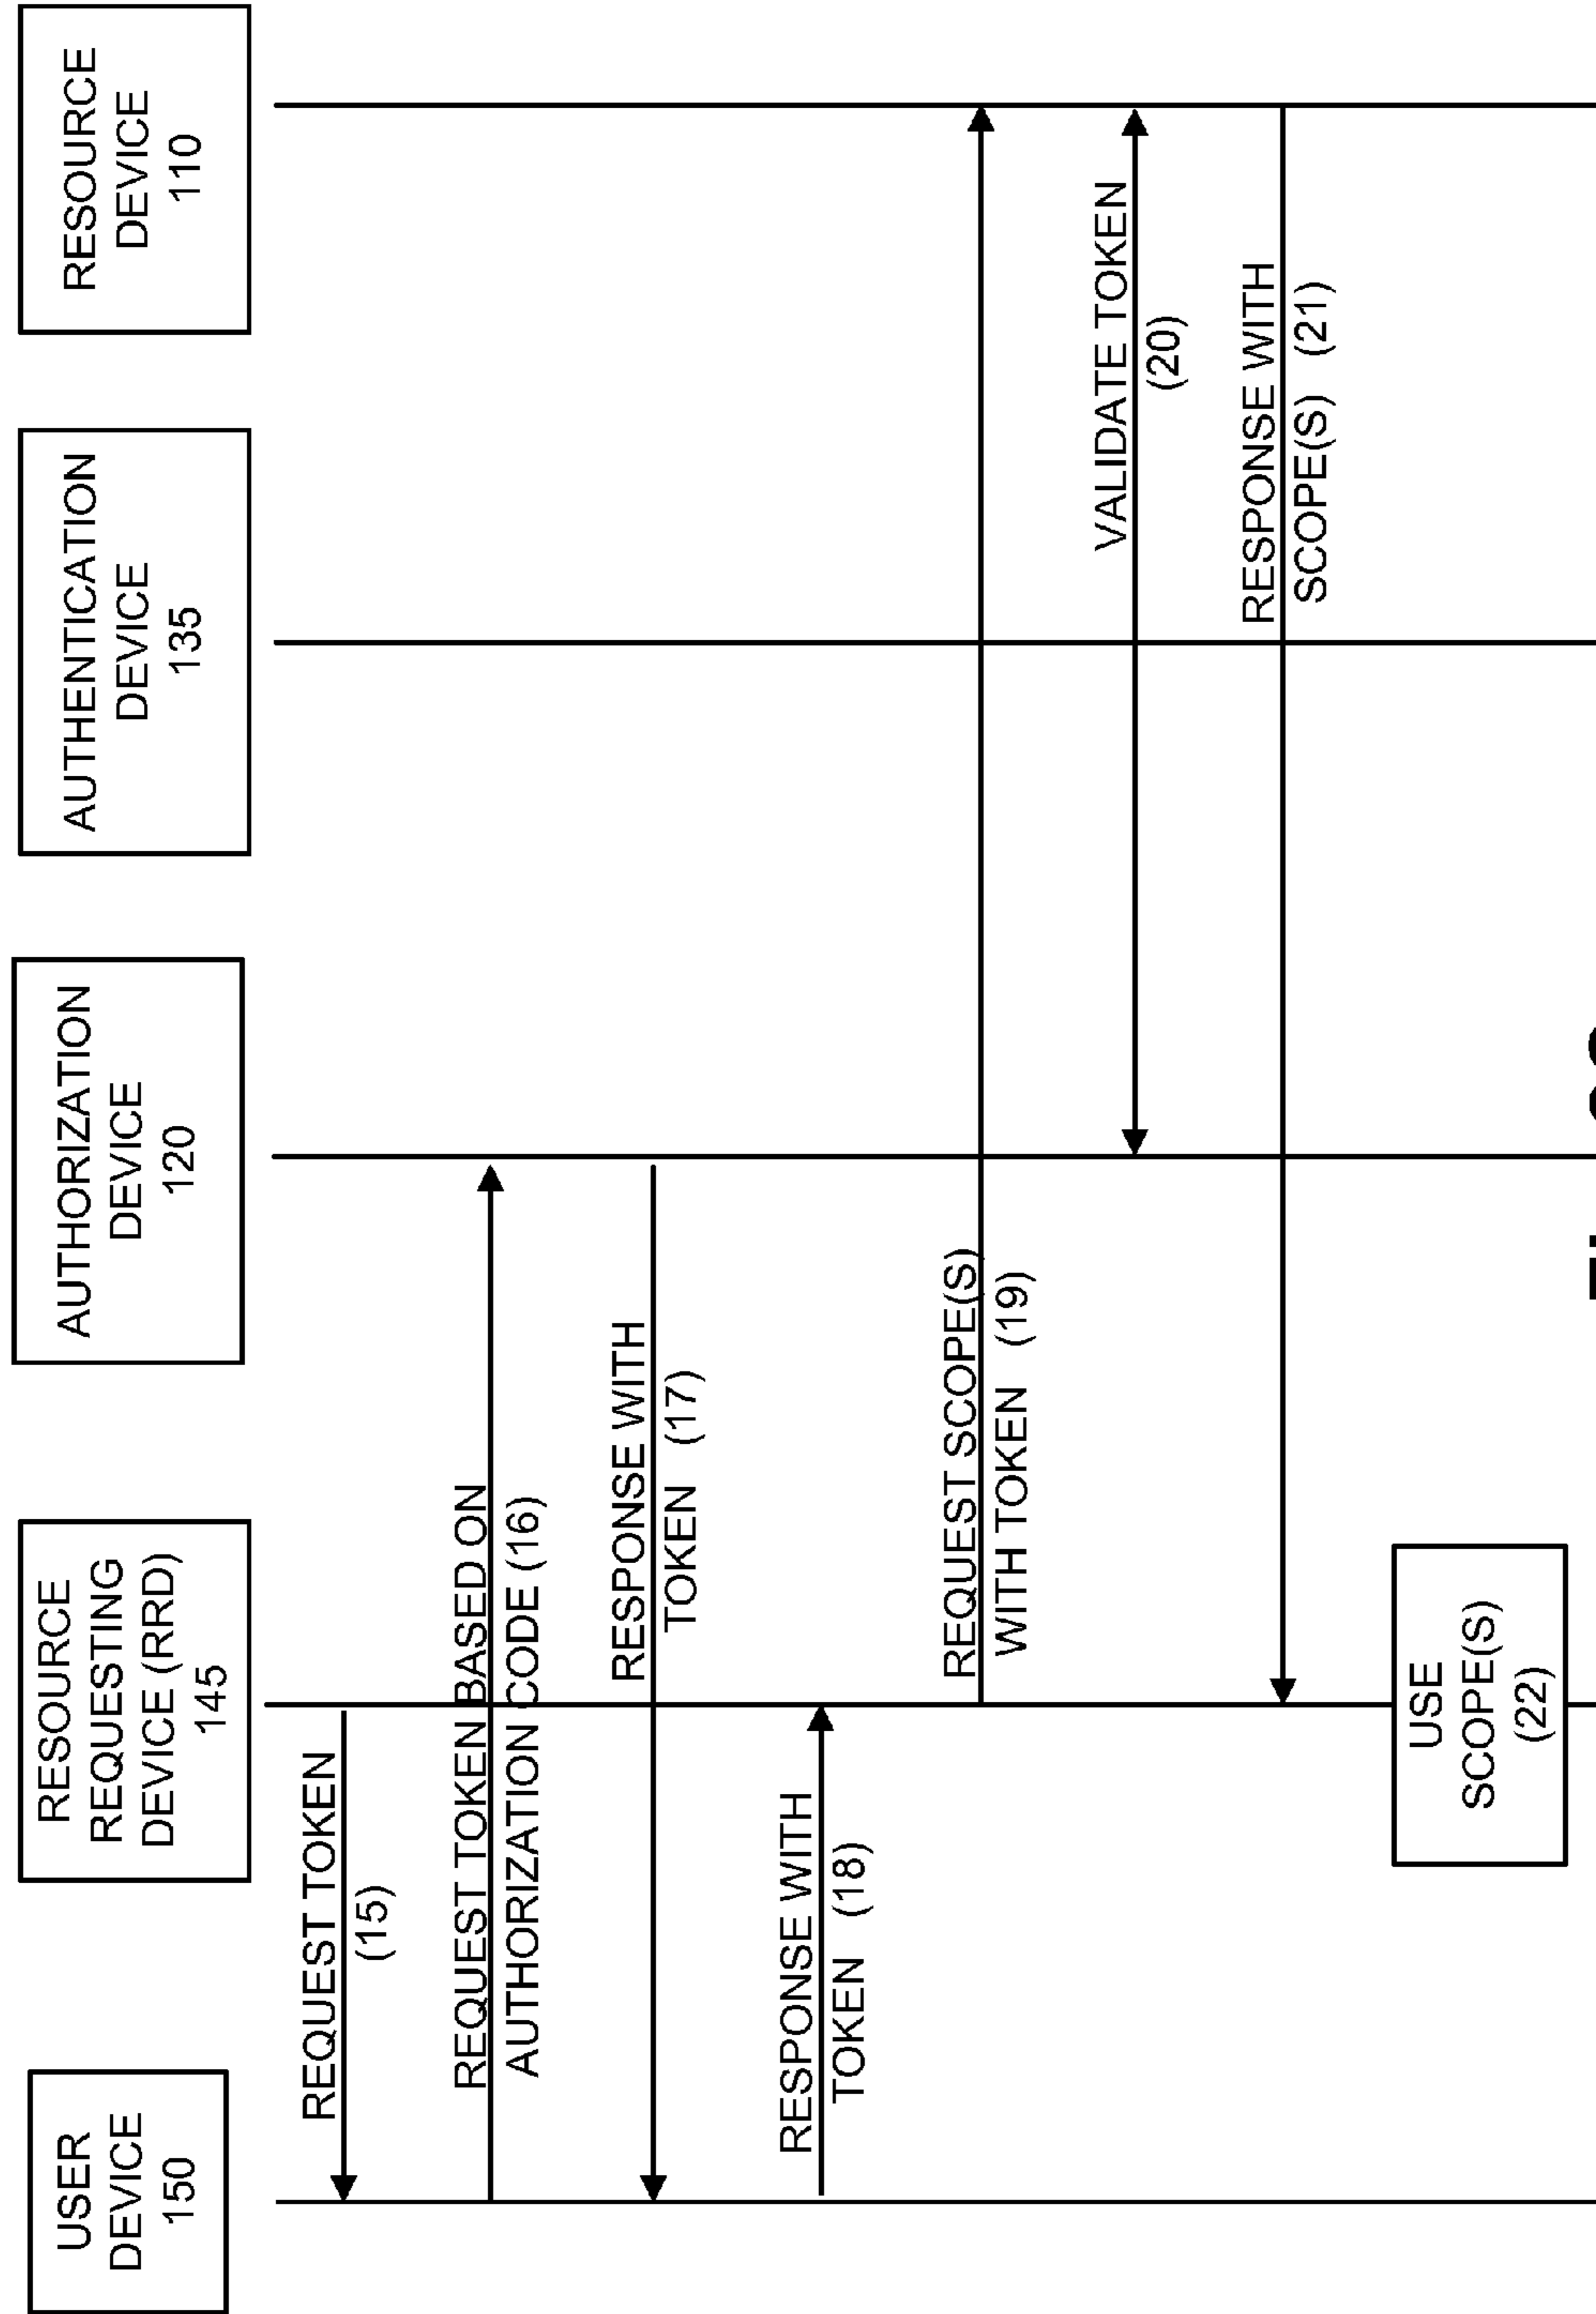 USER
DEVICE
150
RESOURCE
REQUESTING
DEVICE (RRD)
145
AUTHORIZATION
DEVICE
120
AUTHENTICATION
DEVICE
135
RESOURCE
DEVICE
110
REQUEST TOKEN
(15)
REQUEST TOKEN BASED ON
AUTHORIZATION CODE (16)
RESPONSE WITH
TOKEN (17)
RESPONSE WITH
TOKEN (18)
REQUEST SCOPE(S)
WITH TOKEN (19)
VALIDATE TOKEN
(20)
RESPONSE WITH
SCOPE(S) (21)
USE
SCOPE(S)
(22)